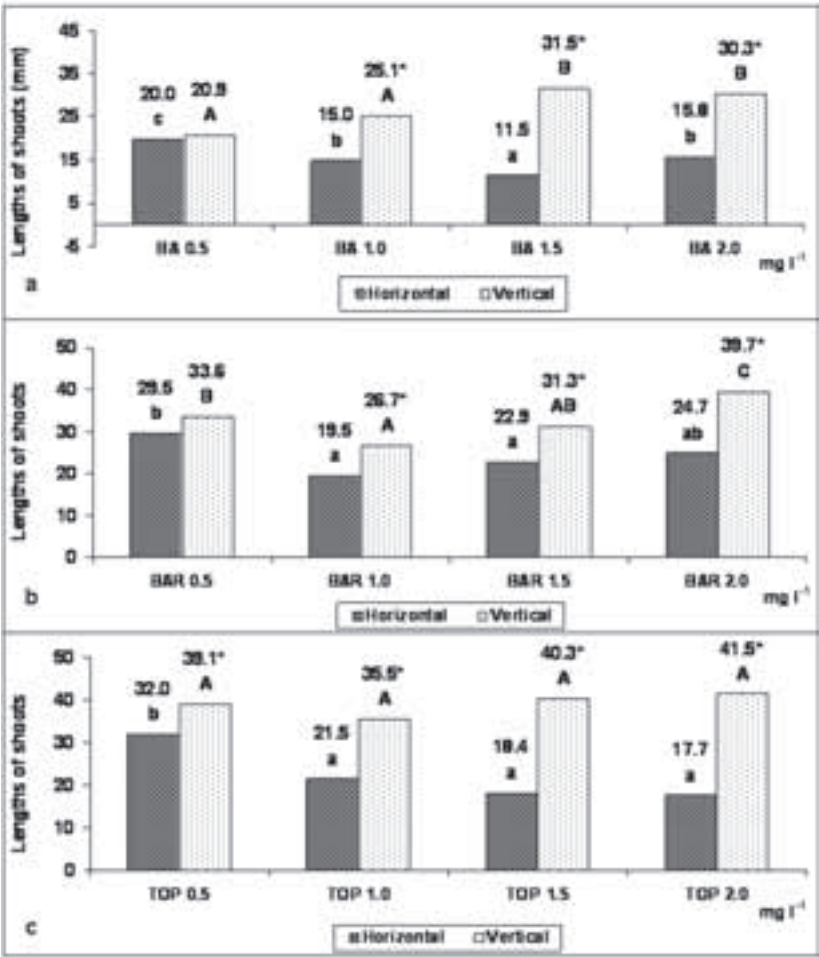 Lengths of shoots (mm)
45
35
25
15
5
-5
20.0 20.9
c A
15.0 25.1*
b A
11.5 31.5*
a B
15.8 30.3*
b B
BA 0.5 BA 1.0 BA 1.5 BA 2.0 mg l-1
a
Horizontal Vertical
Lengths of shoots
50
40
30
20
10
0
29.5 33.6
b B
19.5 26.7*
a A
22.9 31.3*
a AB
24.7 39.7*
ab C
BAR 0.5 BAR 1.0 BAR 1.5 BAR 2.0 mg l-1
b
Horizontal Vertical
Lengths of shoots
50
40
30
20
10
0
32.0 39.1*
b A
21.5 35.5*
a A
18.4 40.3*
a A
17.7 41.5*
a A
TOP 0.5 TOP 1.0 TOP 1.5 TOP 2.0 mg l-1
c
Horizontal Vertical